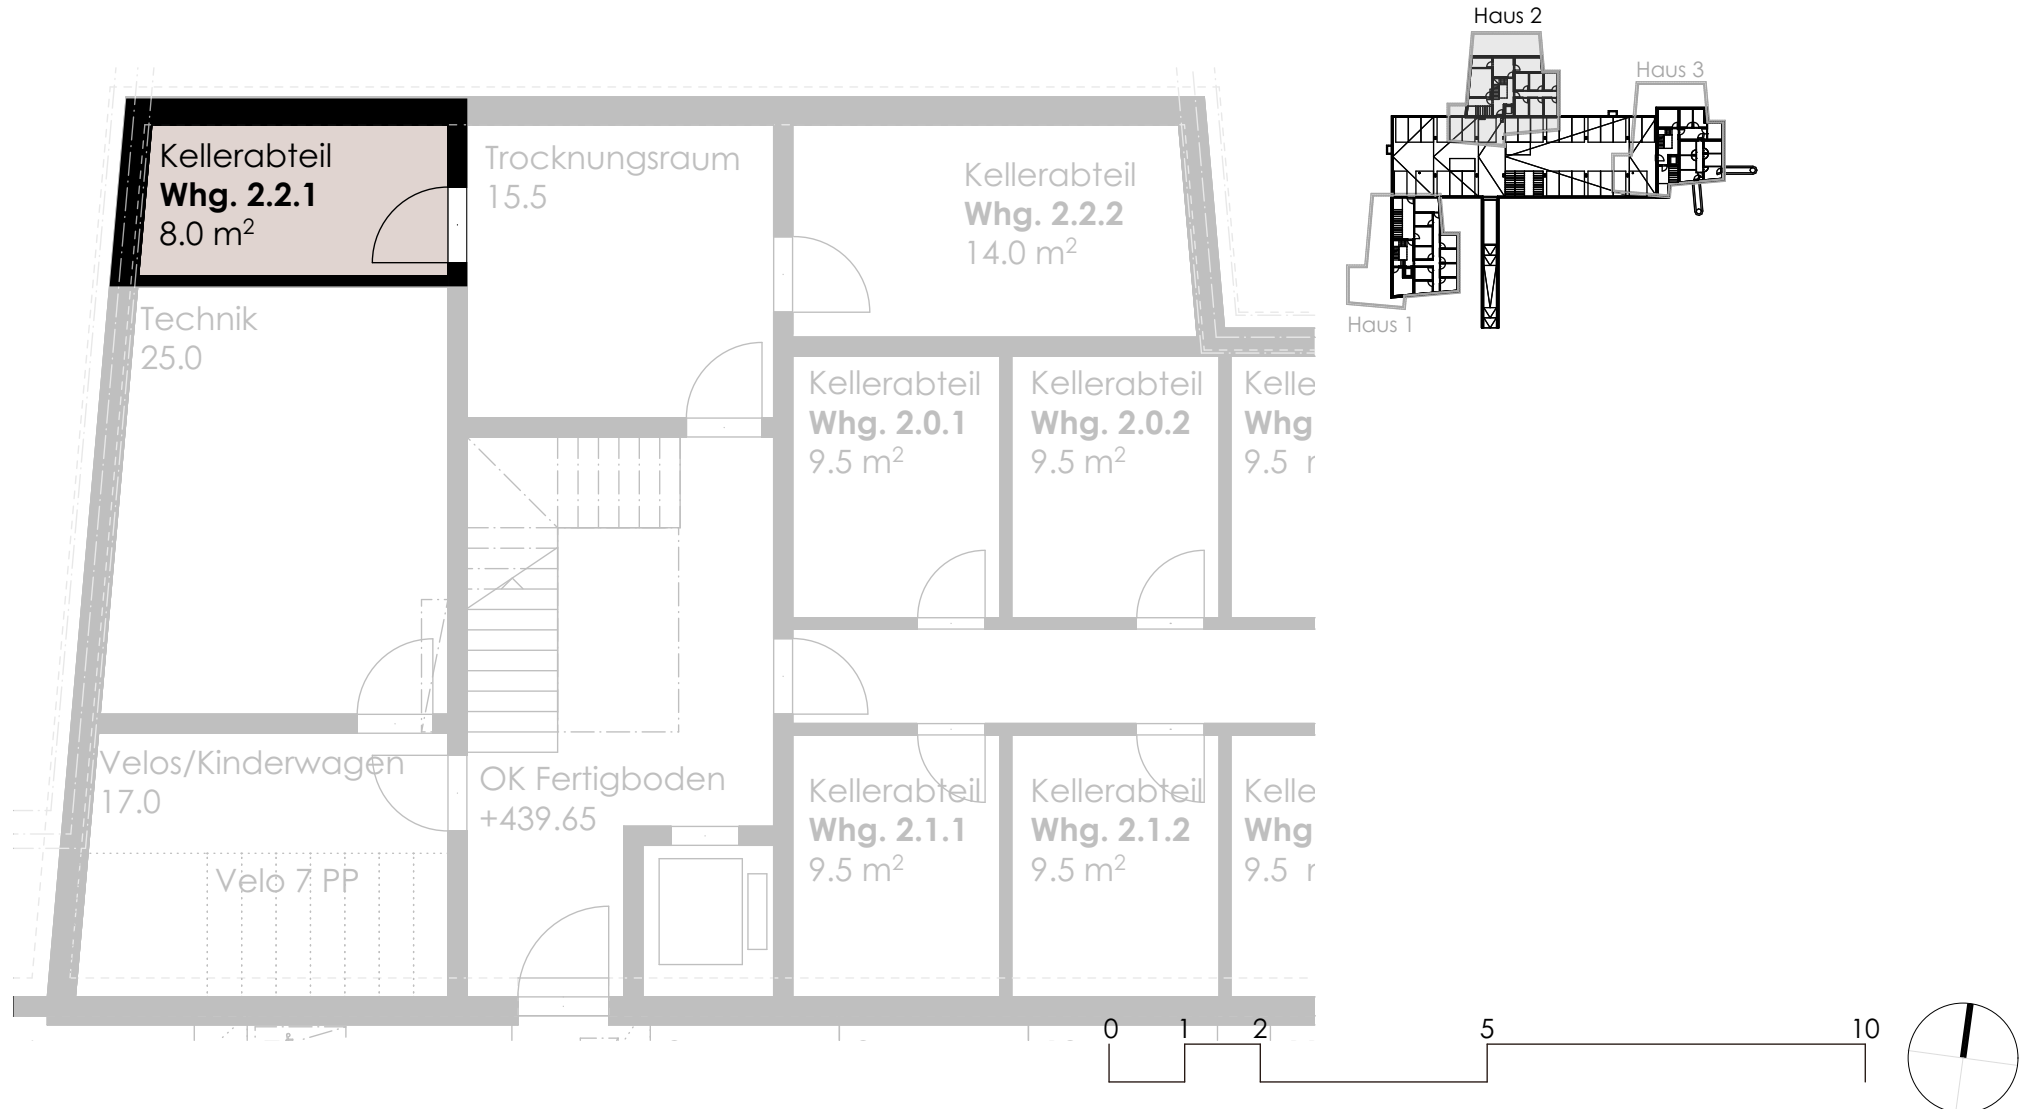 Haus 2
Haus 3
Haus 1
Kellerabteil
Whg. 2.2.1
8.0 m²
Trocknungsraum
15.5
Kellerabteil
Whg. 2.2.2
14.0 m²
Technik
25.0
Kellerabteil
Whg. 2.0.1
9.5 m²
Kellerabteil
Whg. 2.0.2
9.5 m²
Kelle
Whg
9.5
Velos/Kinderwagen
17.0
Velo 7 PP
OK Fertigboden
+439.65
Kellerabteil
Whg. 2.1.1
9.5 m²
Kellerabteil
Whg. 2.1.2
9.5 m²
Kelle
Whg
9.5
0 1 2 5 10